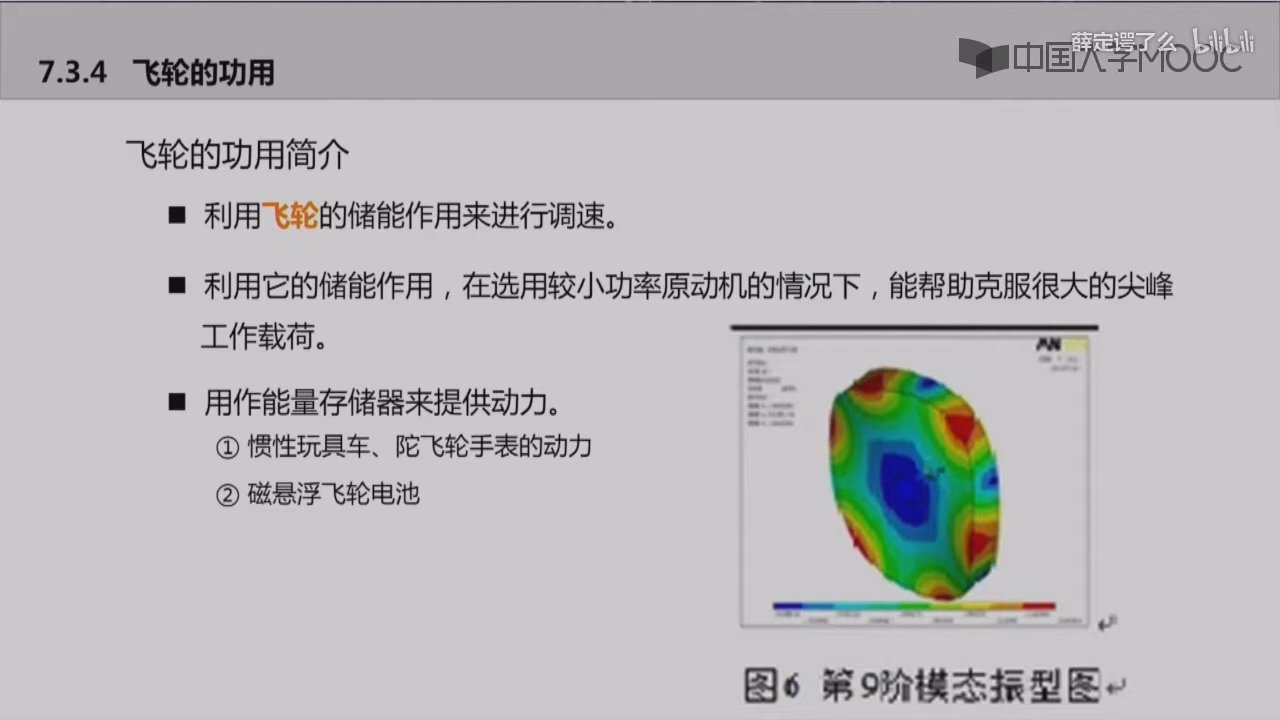 7.3.4 飞轮的功用
薛定谔了么 bilibili
中国大学MOOC
飞轮的功用简介
■ 利用飞轮的储能作用来进行调速。
■ 利用它的储能作用，在选用较小功率原动机的情况下，能帮助克服很大的尖峰
工作载荷。
■ 用作能量存储器来提供动力。
① 惯性玩具车、陀飞轮手表的动力
② 磁悬浮飞轮电池
AN
图6 第9阶模态振型图